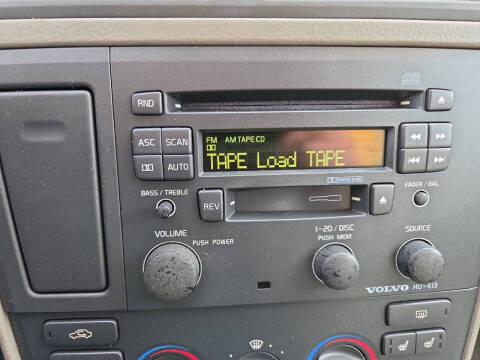 RND
ASC SCAN
FM AM TAPE CD
TAPE Load TAPE
AUTO
BASS / TREBLE
REV
FADER / BAL
VOLUME
PUSH POWER
1-20 / DISC
PUSH MEM
SOURCE
VOLVO HU-613